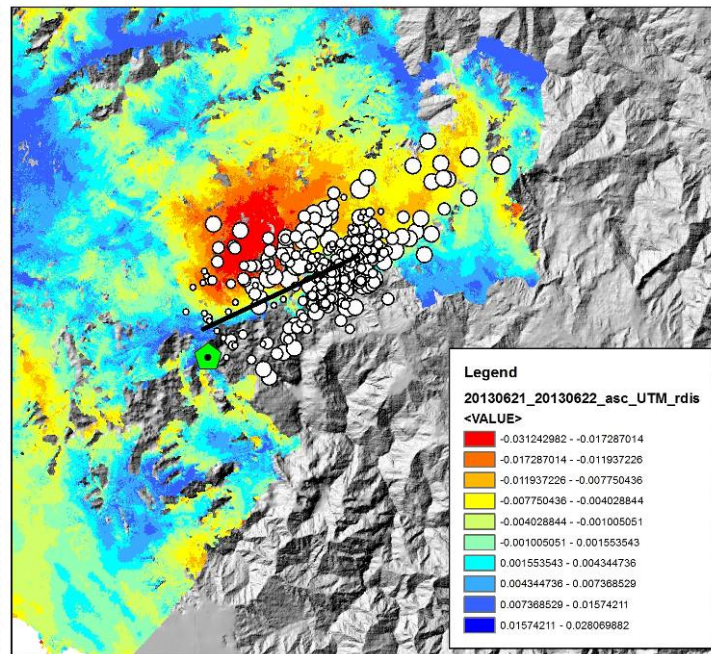 Legend
20130621_20130622_asc_UTM_rdis
<VALUE>
-0.031242982 - -0.017287014
-0.017287014 - -0.011937226
-0.011937226 - -0.007750436
-0.007750436 - -0.004028844
-0.004028844 - -0.001005051
-0.001005051 - 0.001553543
0.001553543 - 0.004344736
0.004344736 - 0.007368529
0.007368529 - 0.01574211
0.01574211 - 0.028069882